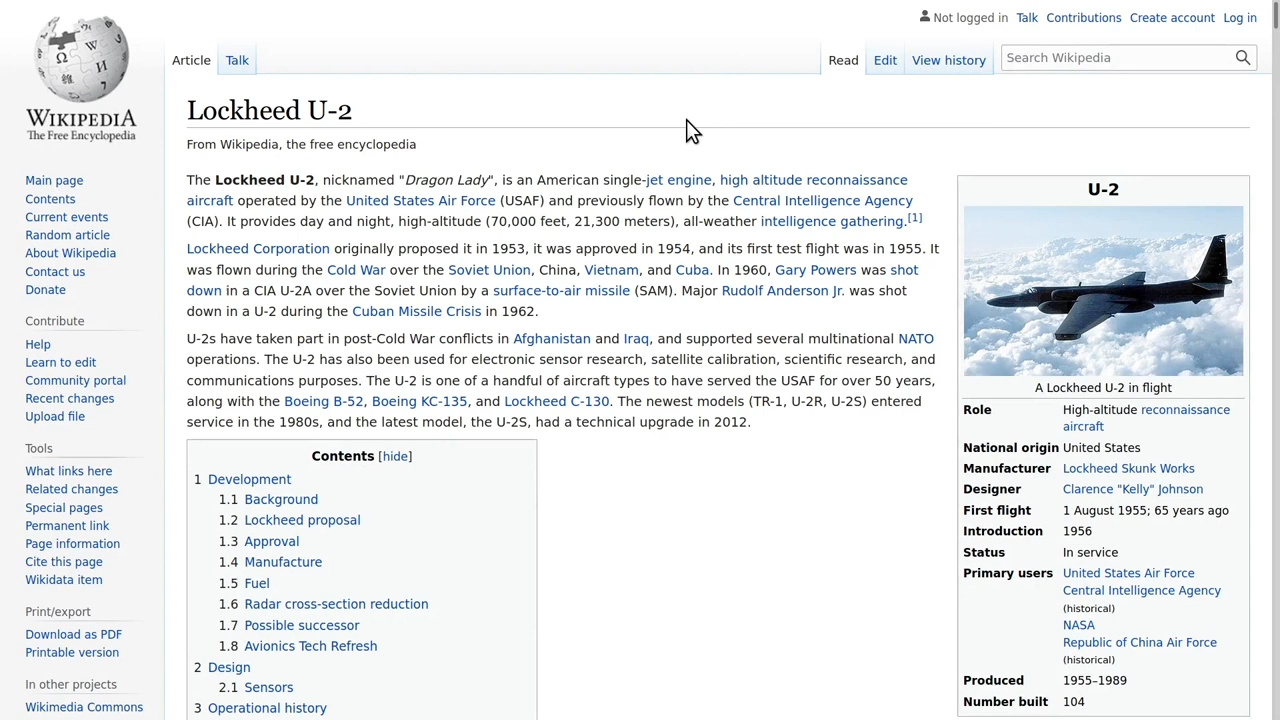 Not logged in Talk Contributions Create account Log in
Article Talk Read Edit View history Search Wikipedia
WIKIPEDIA
The Free Encyclopedia
Main page
Contents
Current events
Random article
About Wikipedia
Contact us
Donate
Contribute
Help
Learn to edit
Community portal
Recent changes
Upload file
Tools
What links here
Related changes
Special pages
Permanent link
Page information
Cite this page
Wikidata item
Print/export
Download as PDF
Printable version
In other projects
Wikimedia Commons
Lockheed U-2
From Wikipedia, the free encyclopedia
The Lockheed U-2, nicknamed "Dragon Lady", is an American single-jet engine, high altitude reconnaissance
aircraft operated by the United States Air Force (USAF) and previously flown by the Central Intelligence Agency
(CIA). It provides day and night, high-altitude (70,000 feet, 21,300 meters), all-weather intelligence gathering.[1]
Lockheed Corporation originally proposed it in 1953, it was approved in 1954, and its first test flight was in 1955. It
was flown during the Cold War over the Soviet Union, China, Vietnam, and Cuba. In 1960, Gary Powers was shot
down in a CIA U-2A over the Soviet Union by a surface-to-air missile (SAM). Major Rudolf Anderson Jr. was shot
down in a U-2 during the Cuban Missile Crisis in 1962.
U-2s have taken part in post-Cold War conflicts in Afghanistan and Iraq, and supported several multinational NATO
operations. The U-2 has also been used for electronic sensor research, satellite calibration, scientific research, and
communications purposes. The U-2 is one of a handful of aircraft types to have served the USAF for over 50 years,
along with the Boeing B-52, Boeing KC-135, and Lockheed C-130. The newest models (TR-1, U-2R, U-2S) entered
service in the 1980s, and the latest model, the U-2S, had a technical upgrade in 2012.
Contents [hide]
1 Development
1.1 Background
1.2 Lockheed proposal
1.3 Approval
1.4 Manufacture
1.5 Fuel
1.6 Radar cross-section reduction
1.7 Possible successor
1.8 Avionics Tech Refresh
2 Design
2.1 Sensors
3 Operational history
U-2
A Lockheed U-2 in flight
Role High-altitude reconnaissance
aircraft
National origin United States
Manufacturer Lockheed Skunk Works
Designer Clarence "Kelly" Johnson
First flight 1 August 1955; 65 years ago
Introduction 1956
Status In service
Primary users United States Air Force
Central Intelligence Agency
(historical)
NASA
Republic of China Air Force
(historical)
Produced 1955–1989
Number built 104